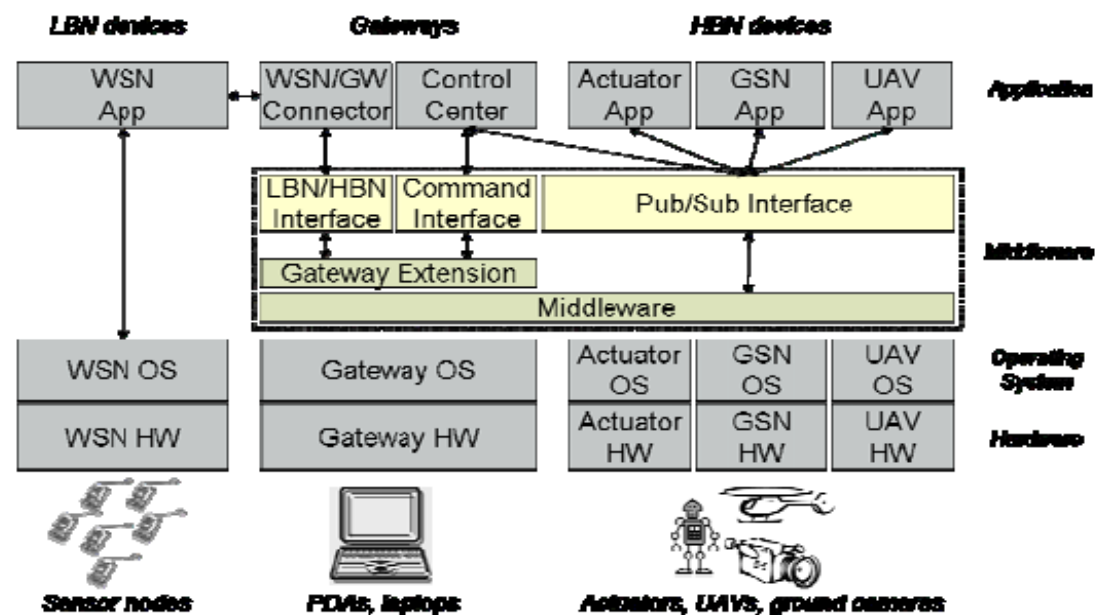 LBN devices Gateways HBN devices
WSN App
WSN/GW Connector
Control Center
Actuator App
GSN App
UAV App
Application
LBN/HBN Interface
Command Interface
Pub/Sub Interface
Gateway Extension
Middleware
Middleware
WSN OS
Gateway OS
Actuator OS
GSN OS
UAV OS
Operating System
WSN HW
Gateway HW
Actuator HW
GSN HW
UAV HW
Hardware
Sensor nodes PDAs, laptops Actuators, UAVs, ground cameras